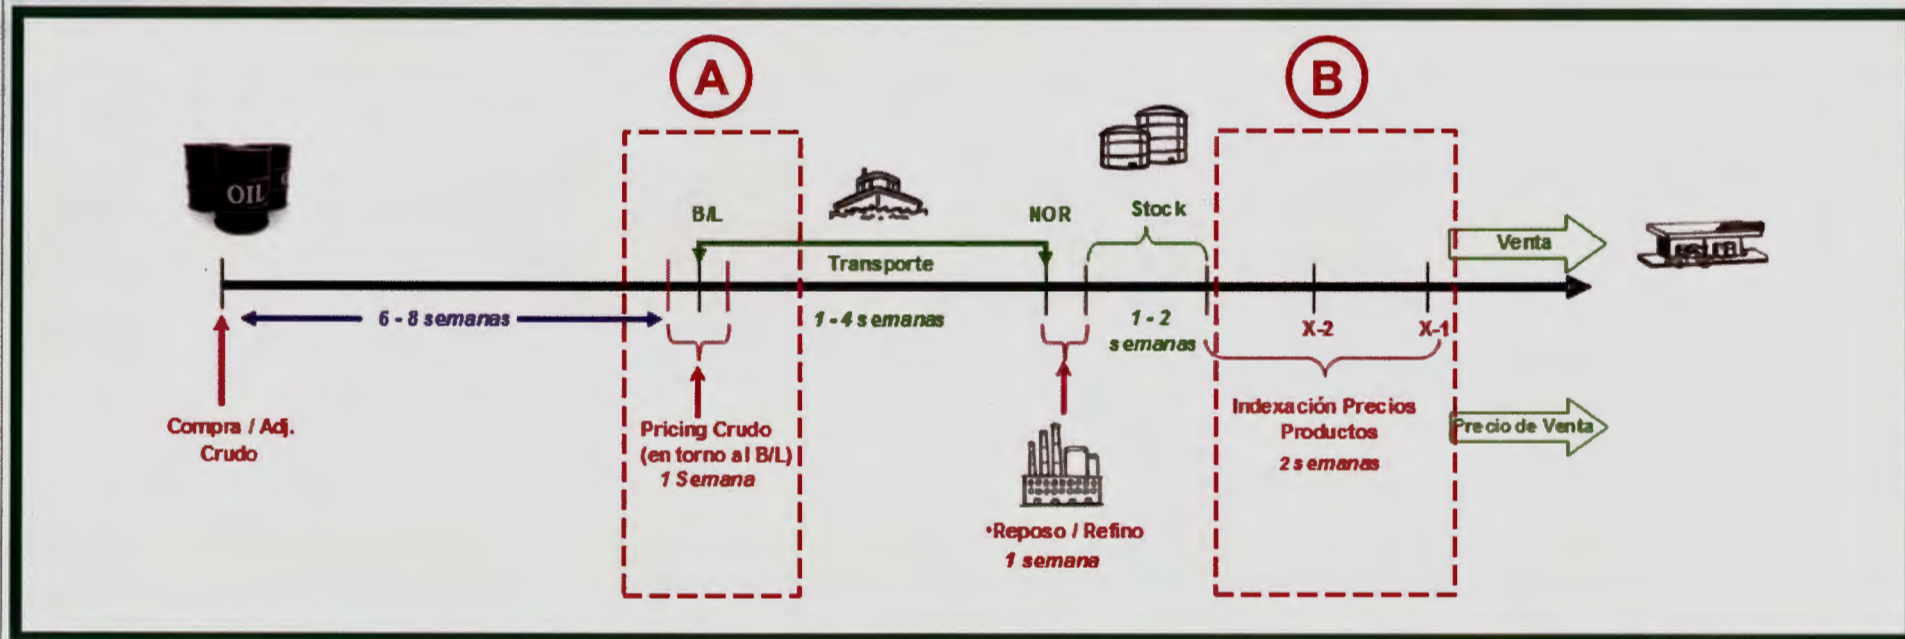 A
B
OIL
B/L
NOR
Stock
Venta
Transporte
6 - 8 semanas
1 - 4 semanas
1 - 2
semanas
X-2
X-1
Compra / Adj.
Crudo
Pricing Crudo
(en torno al B/L)
1 Semana
Indexación Precios
Productos
2 semanas
Precio de Venta
•Reposo / Refino
1 semana